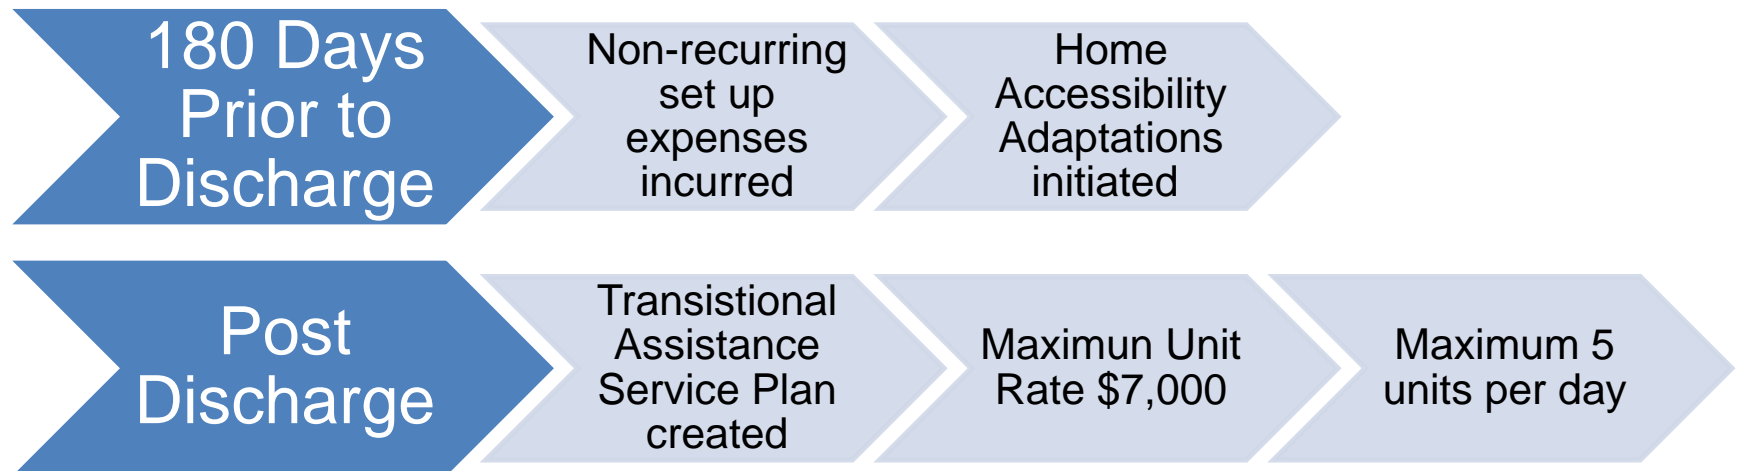 180 Days
Prior to
Discharge
Non-recurring
set up
expenses
incurred
Home
Accessibility
Adaptations
initiated
Post
Discharge
Transistional
Assistance
Service Plan
created
Maximun Unit
Rate $7,000
Maximum 5
units per day